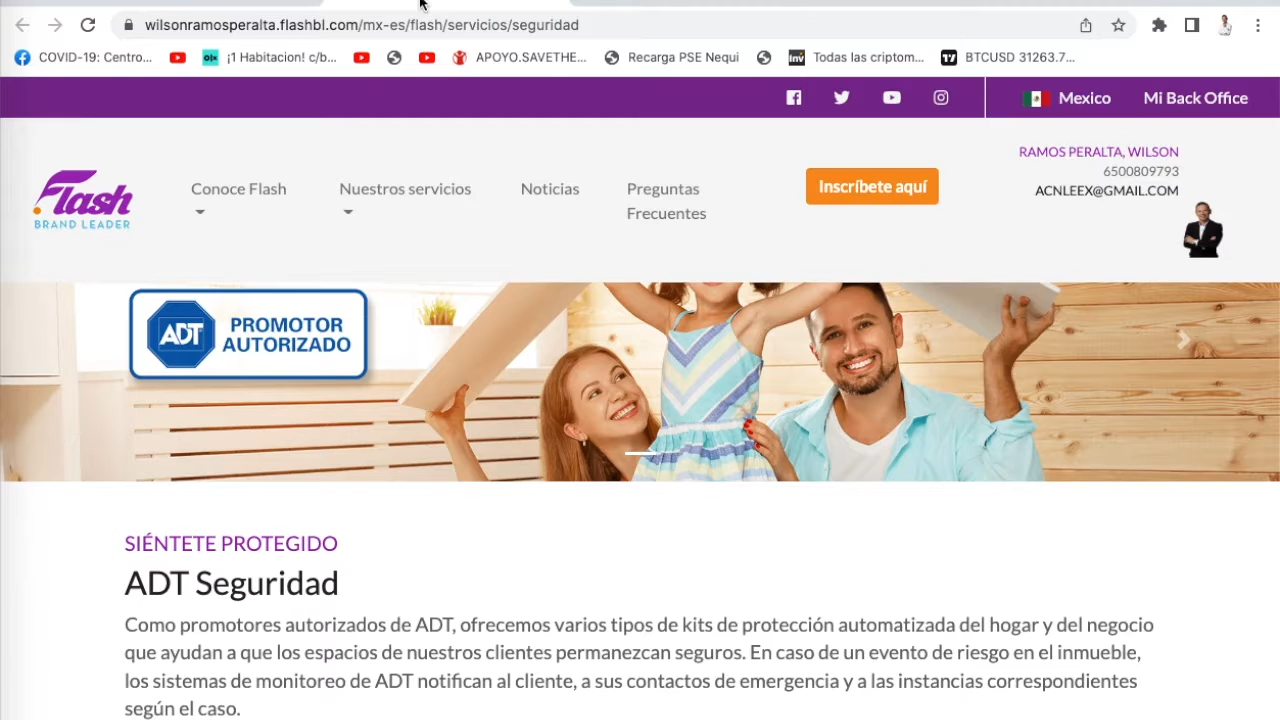 wilsonramosperalta.flashbl.com/mx-es/flash/servicios/seguridad
COVID-19: Centro...
olx
¡1 Habitacion! c/b...
APOYO.SAVETHE...
Recarga PSE Nequi
Inv
Todas las criptom...
BTCUSD 31263.7...
Mexico
Mi Back Office
Flash
BRAND LEADER
Conoce Flash
Nuestros servicios
Noticias
Preguntas
Frecuentes
Inscríbete aquí
RAMOS PERALTA, WILSON
6500809793
ACNLEEX@GMAIL.COM
ADT
PROMOTOR
AUTORIZADO
SIÉNTETE PROTEGIDO
ADT Seguridad
Como promotores autorizados de ADT, ofrecemos varios tipos de kits de protección automatizada del hogar y del negocio
que ayudan a que los espacios de nuestros clientes permanezcan seguros. En caso de un evento de riesgo en el inmueble,
los sistemas de monitoreo de ADT notifican al cliente, a sus contactos de emergencia y a las instancias correspondientes
según el caso.